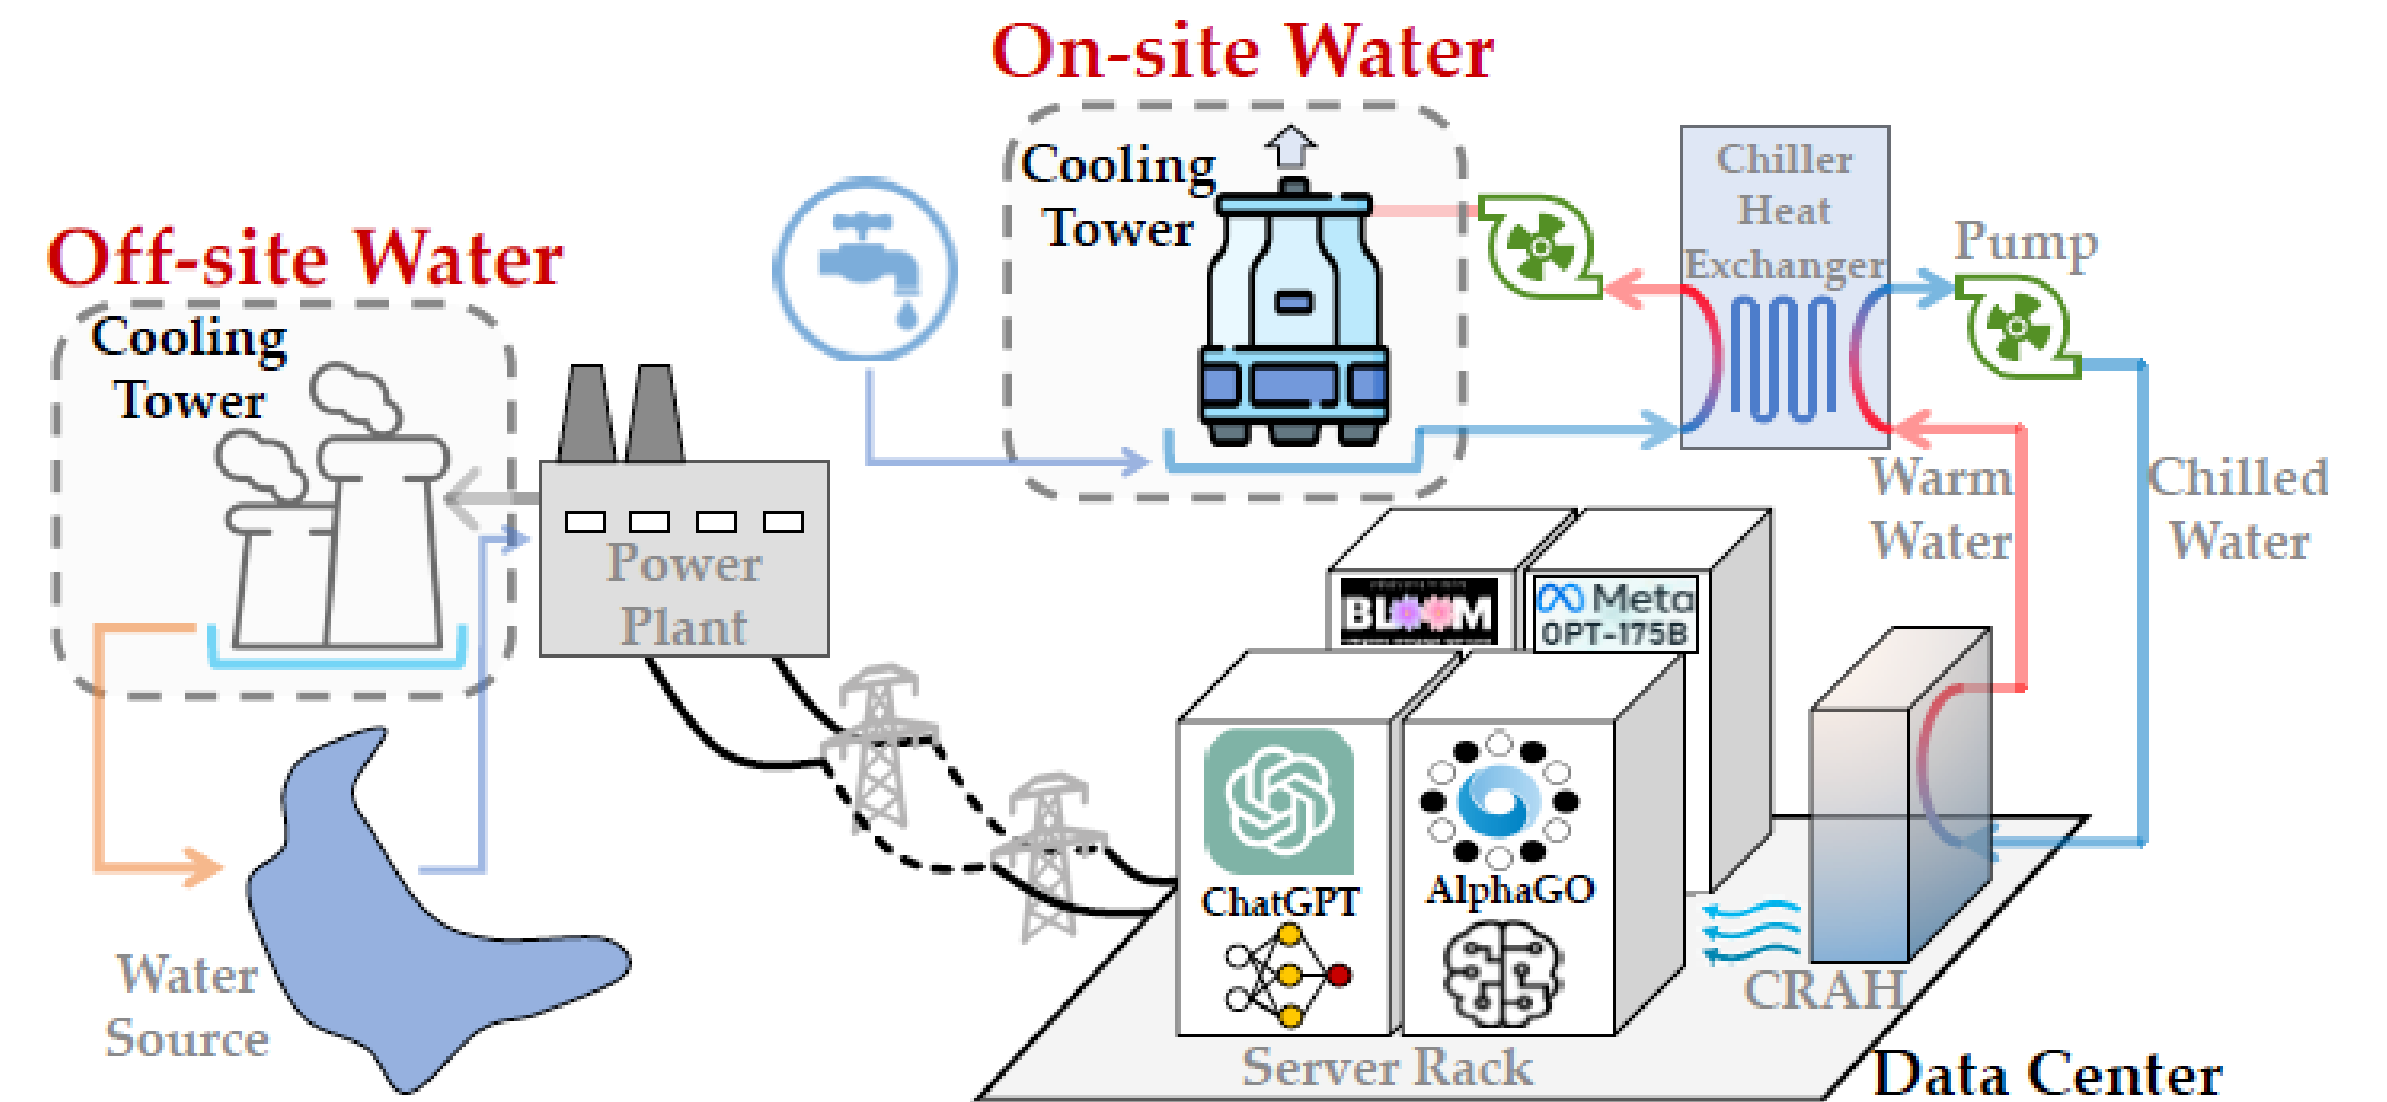 On-site Water
Off-site Water
Cooling
Tower
Cooling
Tower
Chiller
Heat
Exchanger
Pump
Power
Plant
Warm
Water
Chilled
Water
BLOOM
Meta
OPT-175B
ChatGPT
AlphaGO
Water
Source
CRAH
Server Rack
Data Center